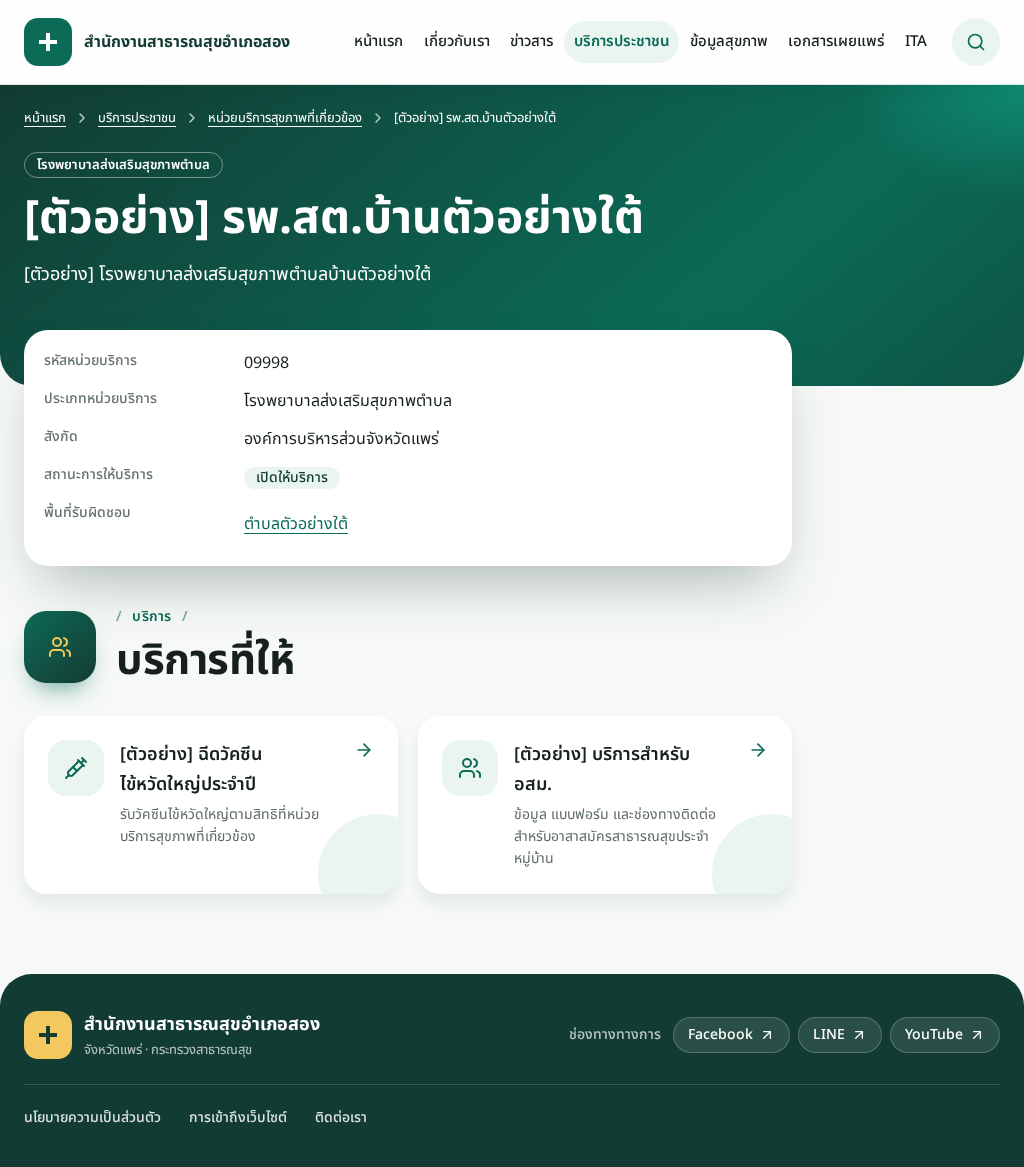 สำนักงานสาธารณสุขอำเภอสอง
หน้าแรก เกี่ยวกับเรา ข่าวสาร บริการประชาชน ข้อมูลสุขภาพ เอกสารเผยแพร่ ITA
หน้าแรก บริการประชาชน หน่วยบริการสุขภาพที่เกี่ยวข้อง [ตัวอย่าง] รพ.สต.บ้านตัวอย่างใต้
โรงพยาบาลส่งเสริมสุขภาพตำบล
[ตัวอย่าง] รพ.สต.บ้านตัวอย่างใต้
[ตัวอย่าง] โรงพยาบาลส่งเสริมสุขภาพตำบลบ้านตัวอย่างใต้
รหัสหน่วยบริการ 09998
ประเภทหน่วยบริการ โรงพยาบาลส่งเสริมสุขภาพตำบล
สังกัด องค์การบริหารส่วนจังหวัดแพร่
สถานะการให้บริการ เปิดให้บริการ
พื้นที่รับผิดชอบ ตำบลตัวอย่างใต้
/ บริการ /
บริการที่ให้
[ตัวอย่าง] ฉีดวัคซีน
ไข้หวัดใหญ่ประจำปี
รับวัคซีนไข้หวัดใหญ่ตามสิทธิที่หน่วย
บริการสุขภาพที่เกี่ยวข้อง
[ตัวอย่าง] บริการสำหรับ
อสม.
ข้อมูล แบบฟอร์ม และช่องทางติดต่อ
สำหรับอาสาสมัครสาธารณสุขประจำ
หมู่บ้าน
สำนักงานสาธารณสุขอำเภอสอง
จังหวัดแพร่ · กระทรวงสาธารณสุข
ช่องทางทางการ Facebook LINE YouTube
นโยบายความเป็นส่วนตัว การเข้าถึงเว็บไซต์ ติดต่อเรา